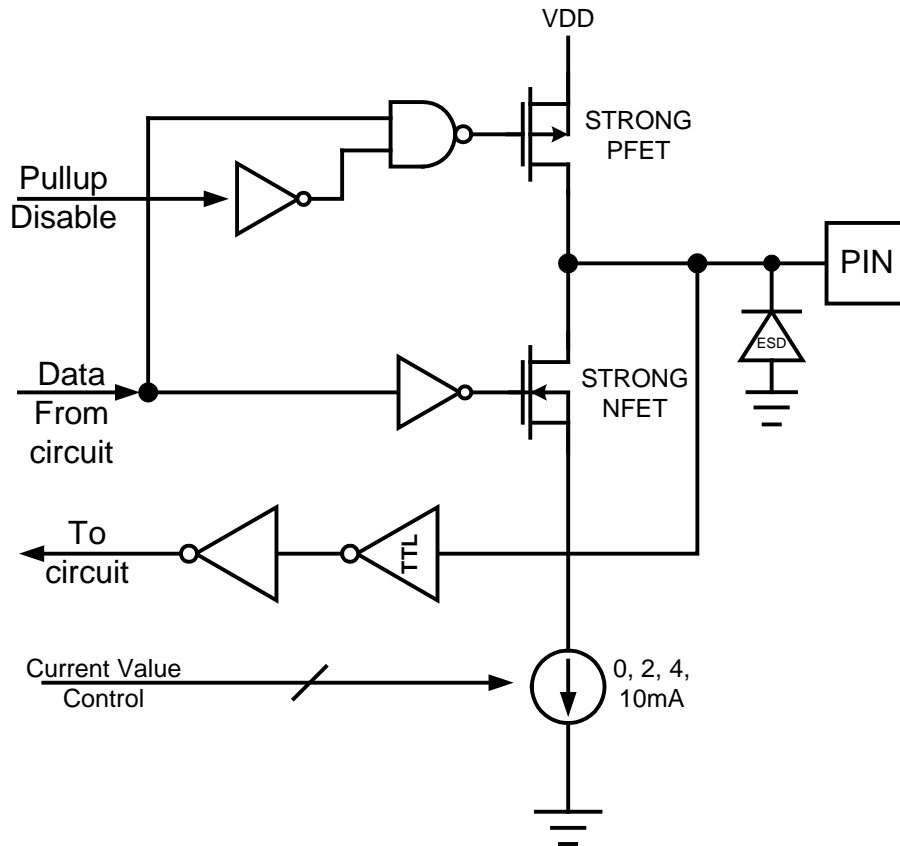 VDD
STRONG
PFET
Pullup
Disable
PIN
ESD
Data
From
circuit
STRONG
NFET
To
circuit
TTL
Current Value
Control
0, 2, 4,
10mA